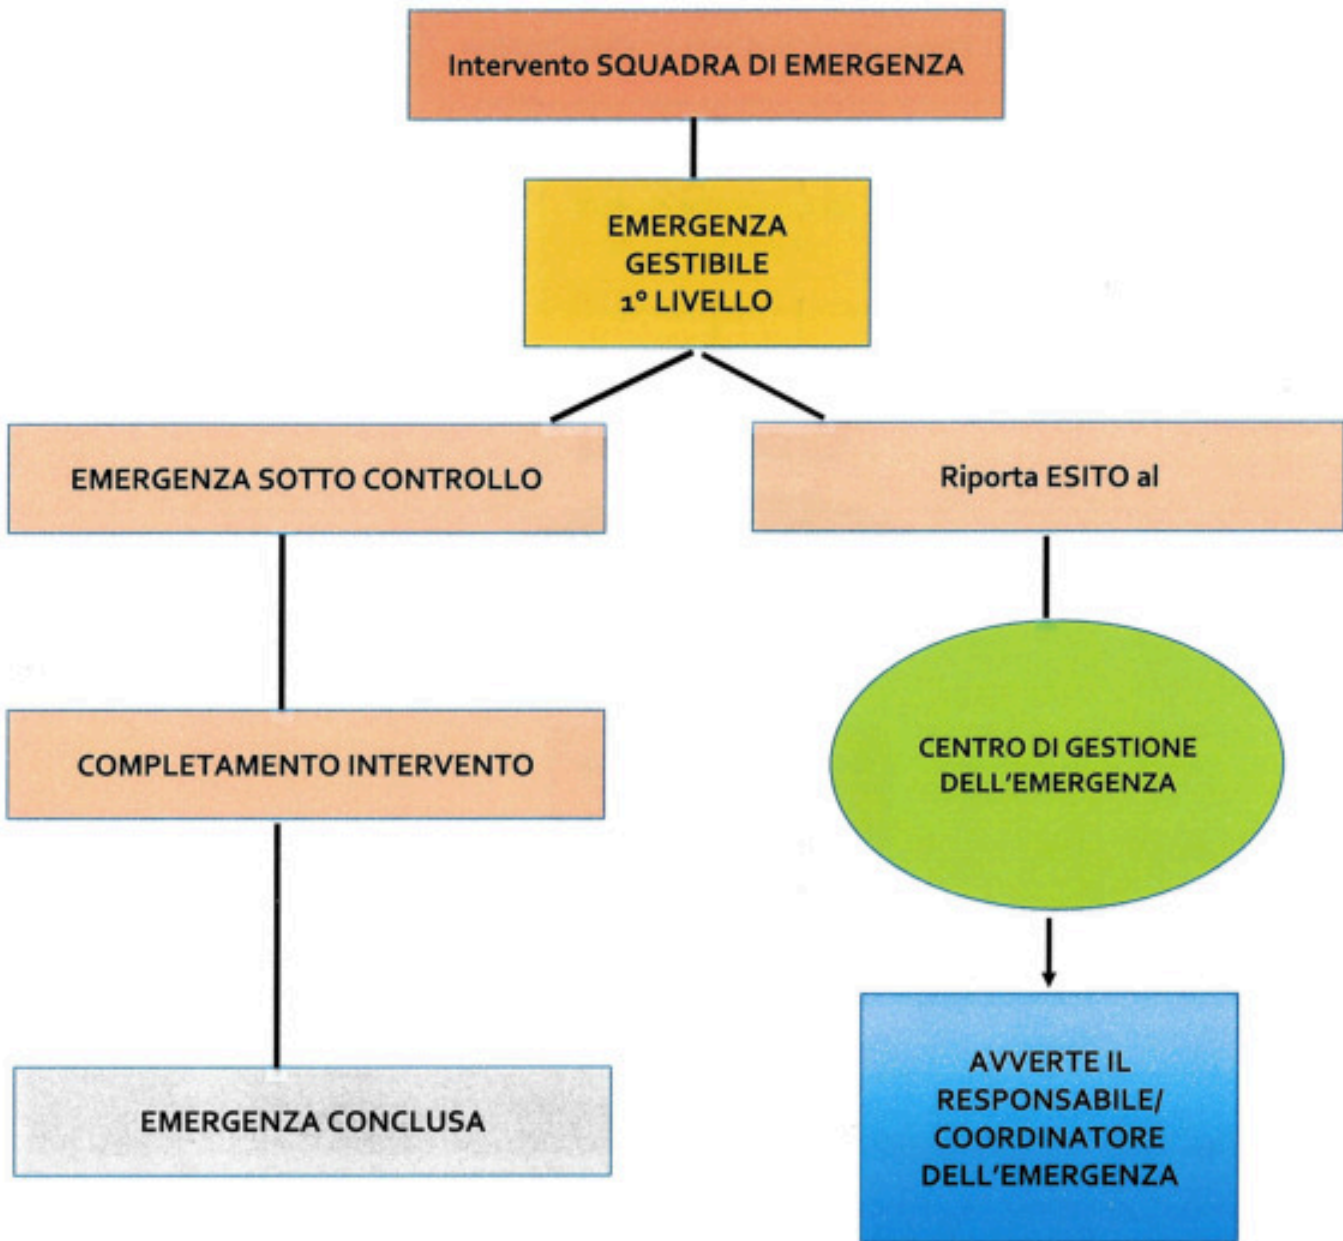 Intervento SQUADRA DI EMERGENZA
EMERGENZA
GESTIBILE
1° LIVELLO
EMERGENZA SOTTO CONTROLLO
Riporta ESITO al
COMPLETAMENTO INTERVENTO
CENTRO DI GESTIONE
DELL'EMERGENZA
EMERGENZA CONCLUSA
AVVERTE IL
RESPONSABILE/
COORDINATORE
DELL'EMERGENZA